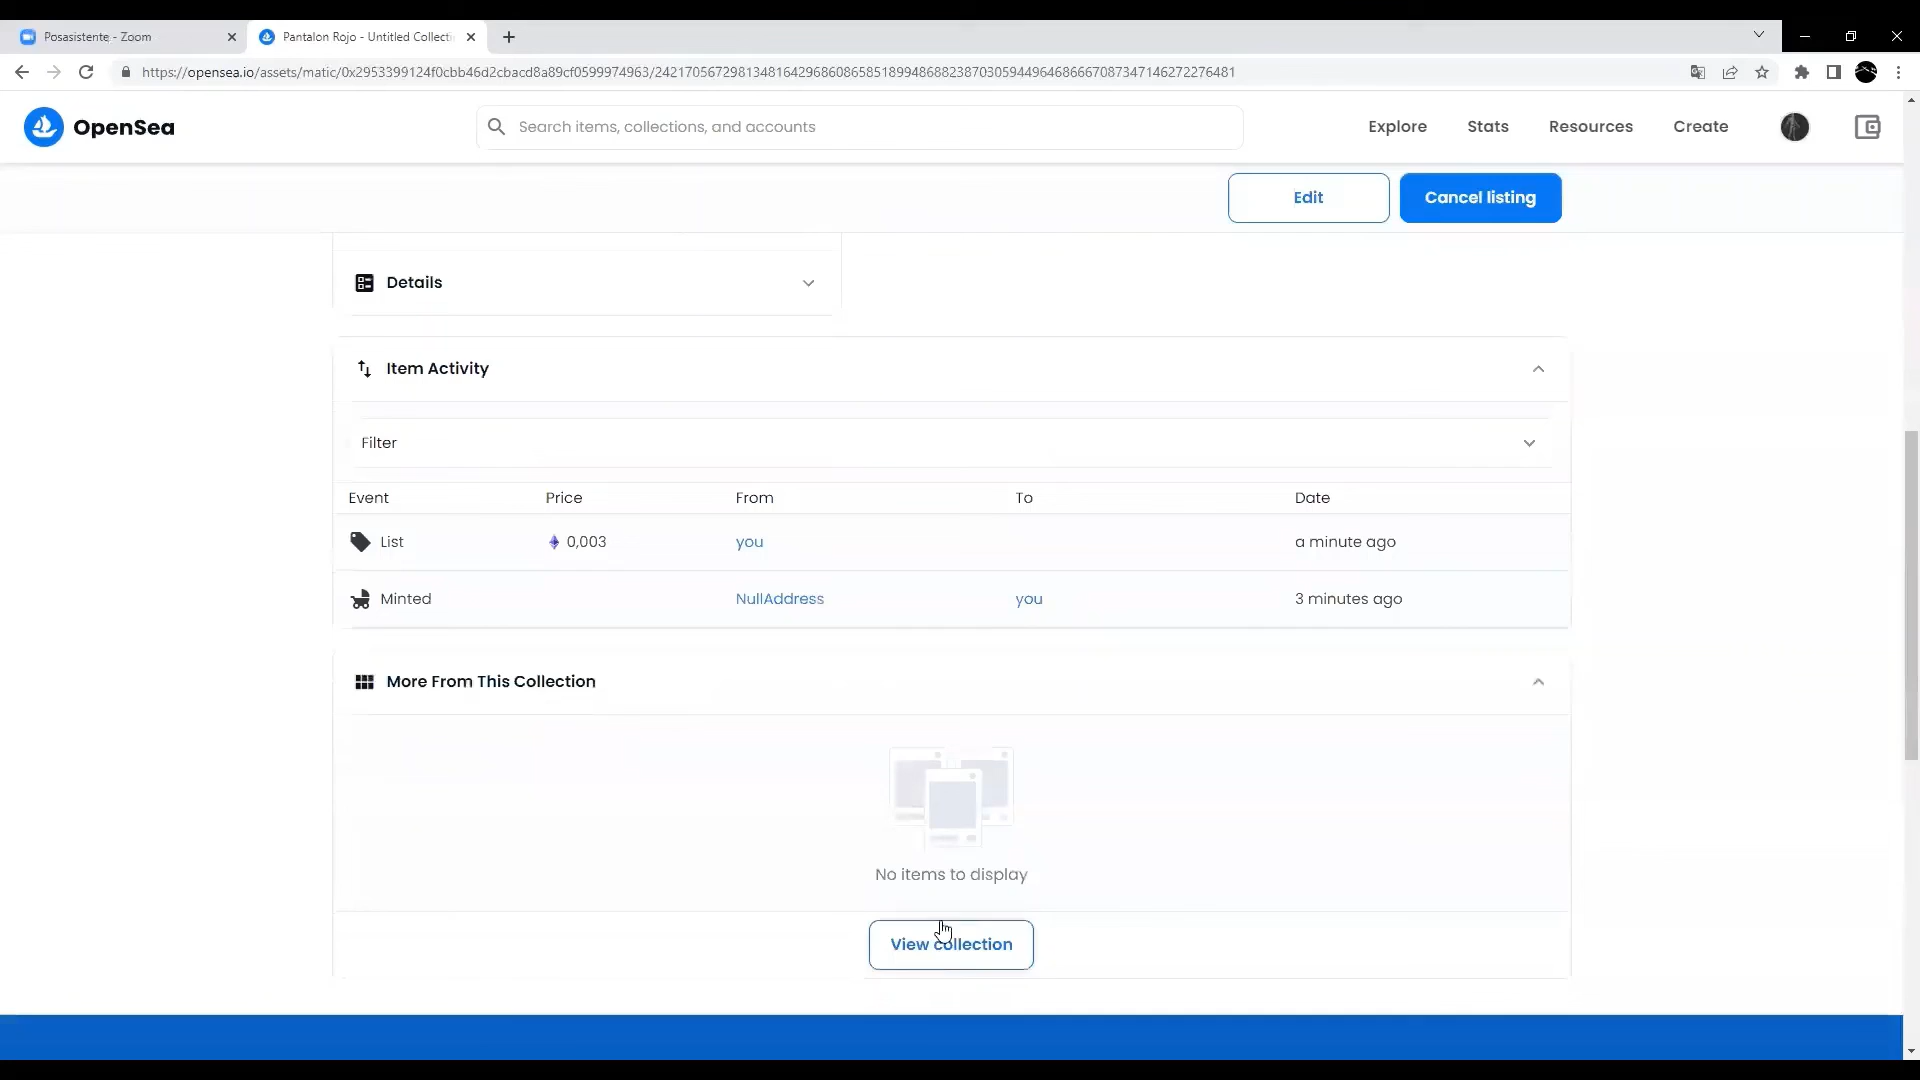 Posasistente - Zoom
Pantalon Rojo - Untitled Collecti
https://opensea.io/assets/matic/0x2953399124f0cbb46d2cbacd8a89cf0599974963/24217056729813481642968608658518994868823870305944964686667087347146272276481
OpenSea
Search items, collections, and accounts
Explore
Stats
Resources
Create
Edit
Cancel listing
Details
Item Activity
Filter
Event Price From To Date
List 0,003 you a minute ago
Minted NullAddress you 3 minutes ago
More From This Collection
No items to display
View collection